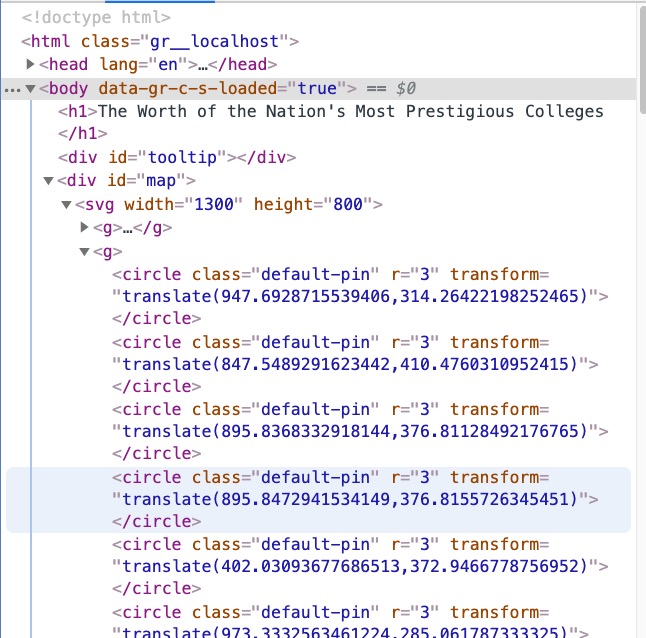 <!doctype html>
<html class="gr__localhost">
<head lang="en">…</head>
…<body data-gr-c-s-loaded="true"> == $0
<h1>The Worth of the Nation's Most Prestigious Colleges
</h1>
<div id="tooltip"></div>
<div id="map">
<svg width="1300" height="800">
<g>…</g>
<g>
<circle class="default-pin" r="3" transform=
"translate(947.6928715539406,314.26422198252465)">
</circle>
<circle class="default-pin" r="3" transform=
"translate(847.5489291623442,410.4760310952415)">
</circle>
<circle class="default-pin" r="3" transform=
"translate(895.8368332918144,376.81128492176765)">
</circle>
<circle class="default-pin" r="3" transform=
"translate(895.8472941534149,376.8155726345451)">
</circle>
<circle class="default-pin" r="3" transform=
"translate(402.03093677686513,372.9466778756952)">
</circle>
<circle class="default-pin" r="3" transform=
"translate(973.3332563461224,285.061787333325)">